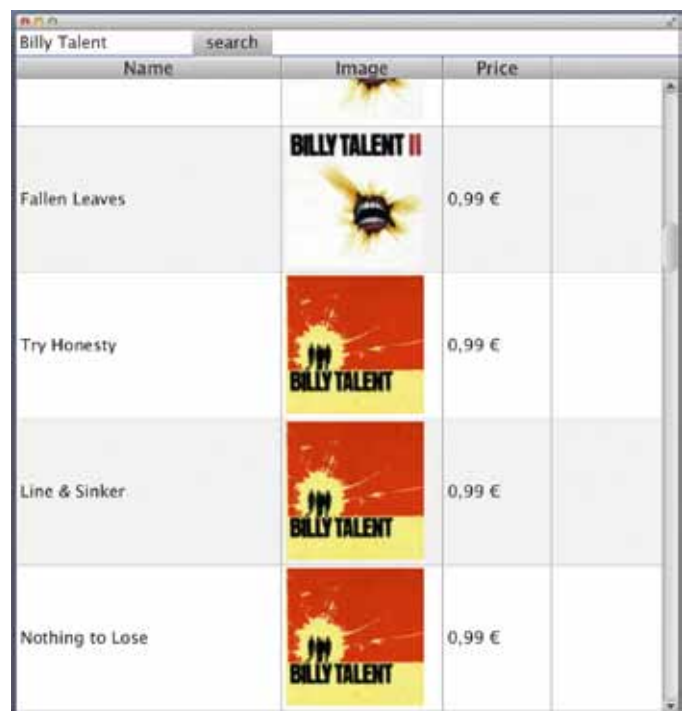 Billy Talent search
Name Image Price
BILLY TALENT II
Fallen Leaves 0,99 €
Try Honesty 0,99 €
BILLY TALENT
Line & Sinker 0,99 €
BILLY TALENT
Nothing to Lose 0,99 €
BILLY TALENT